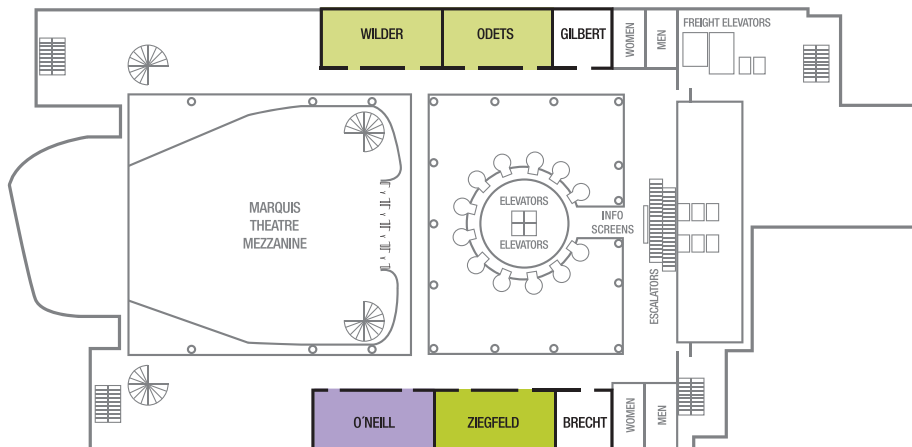 WILDER
ODETS
GILBERT
WOMEN
MEN
FREIGHT ELEVATORS
MARQUIS
THEATRE
MEZZANINE
ELEVATORS
ELEVATORS
INFO
SCREENS
ESCALATORS
O'NEILL
ZIEGFELD
BRECHT
WOMEN
MEN